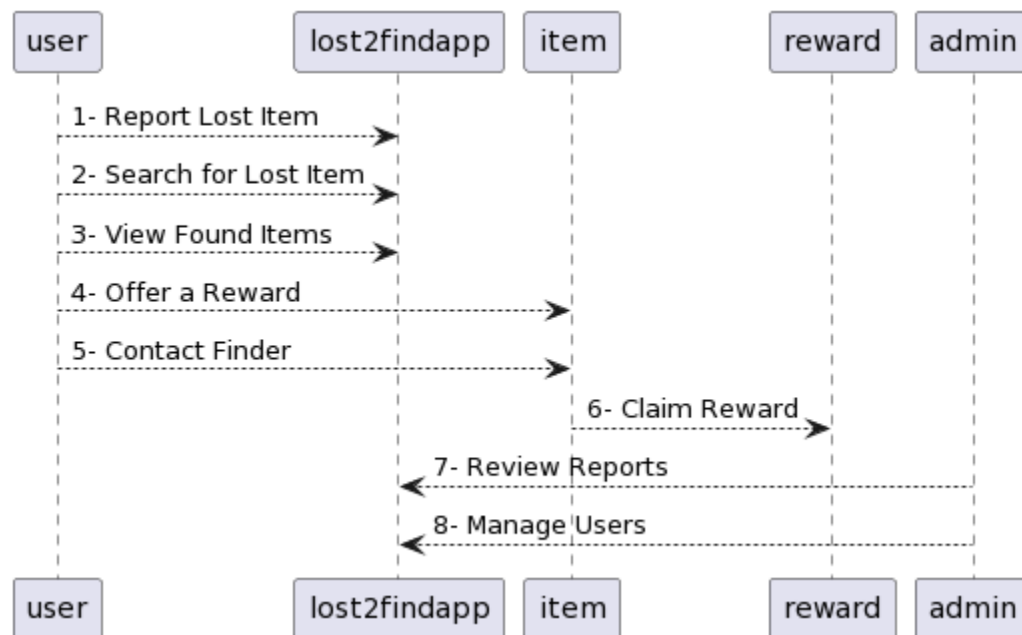 user lost2findapp item reward admin
1- Report Lost Item
2- Search for Lost Item
3- View Found Items
4- Offer a Reward
5- Contact Finder
6- Claim Reward
7- Review Reports
8- Manage Users
user lost2findapp item reward admin